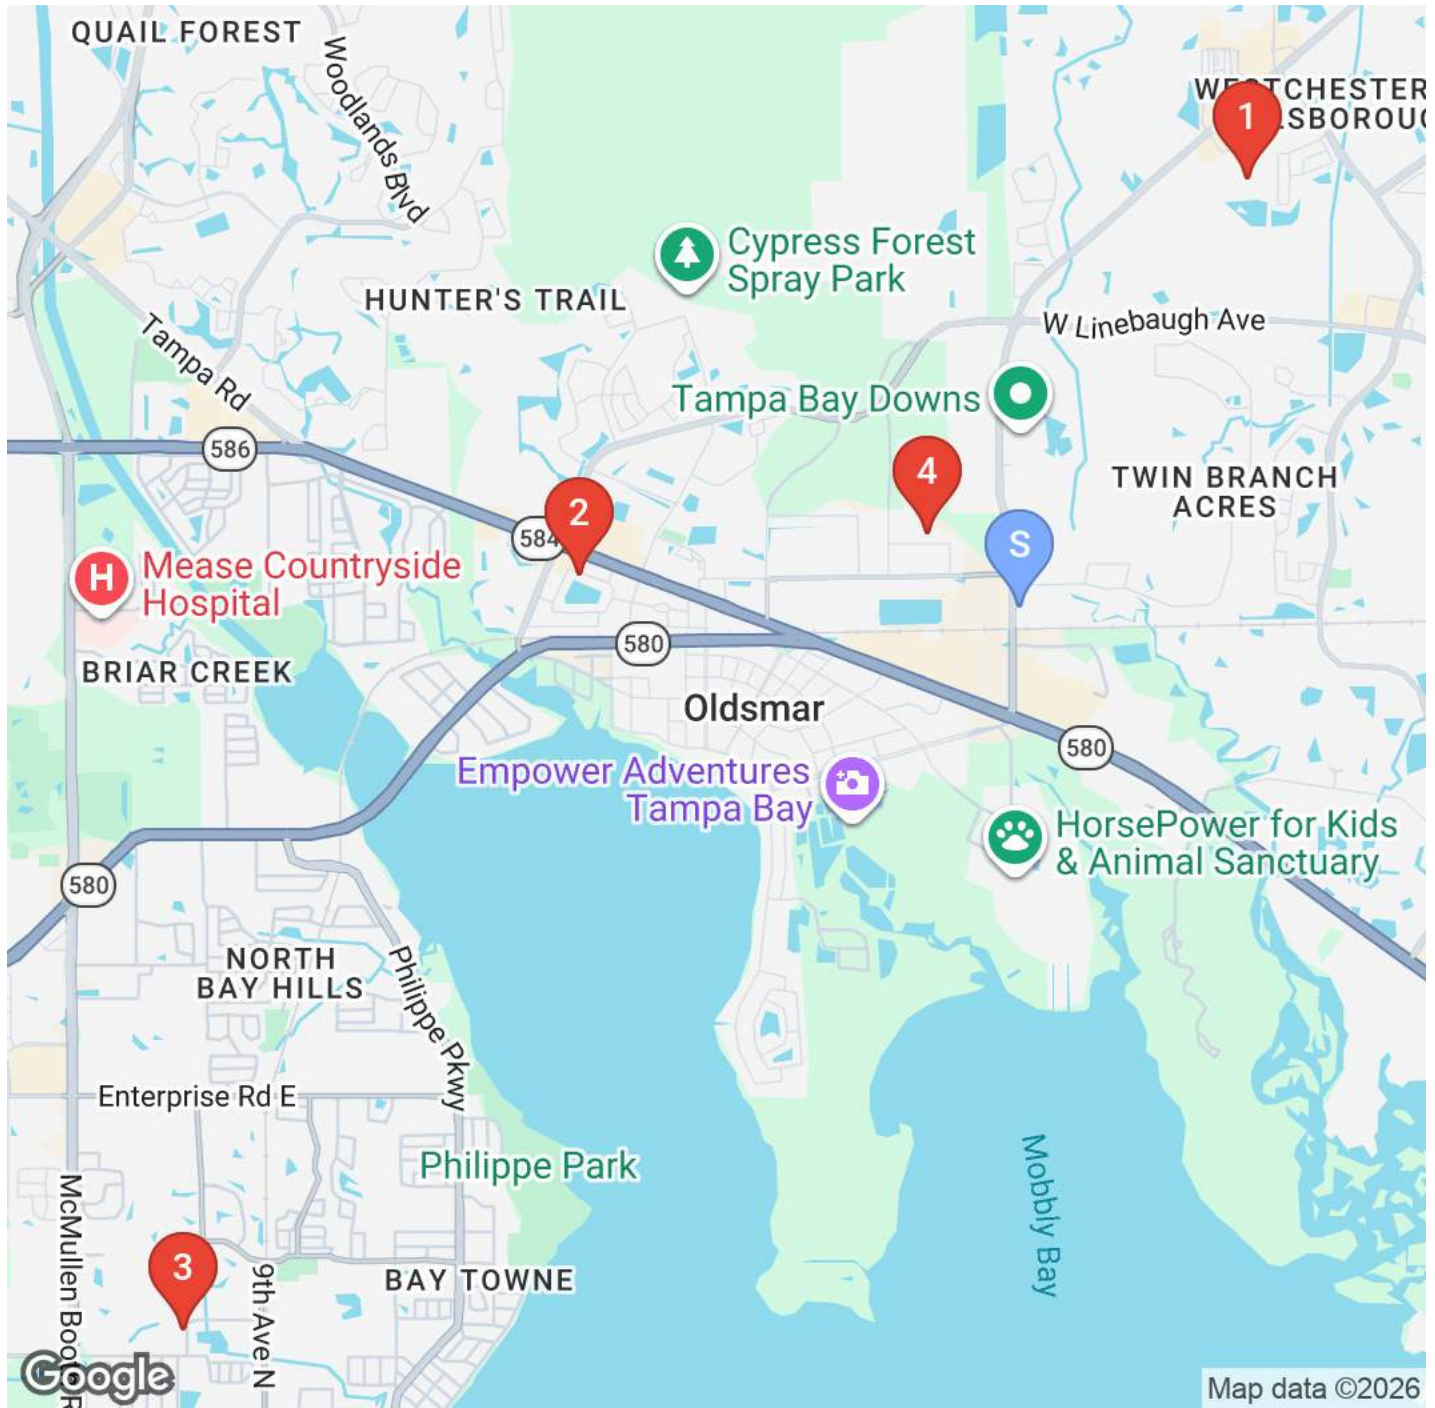 QUAIL FOREST
Woodlands Blvd
WESTCHESTER
1
Cypress Forest
Spray Park
HUNTER'S TRAIL
W Linebaugh Ave
Tampa Rd
Tampa Bay Downs
586
4
TWIN BRANCH
ACRES
2
584
S
H
Mease Countryside
Hospital
580
BRIAR CREEK
Oldsmar
580
Empower Adventures
Tampa Bay
HorsePower for Kids
& Animal Sanctuary
580
NORTH
BAY HILLS
Philippe Pkwy
Enterprise Rd E
Philippe Park
Mobbly Bay
McMullen Boo
3
9th Ave N
BAY TOWNE
Google
Map data ©2026